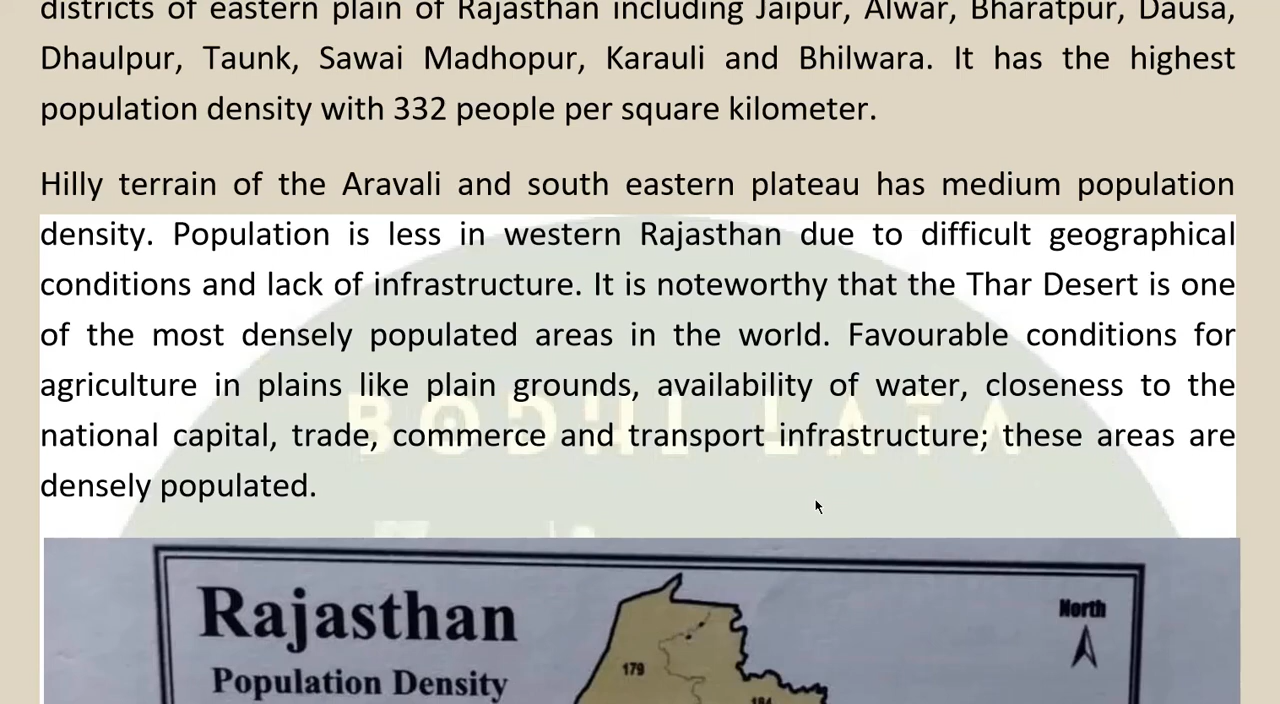 districts of eastern plain of Rajasthan including Jaipur, Alwar, Bharatpur, Dausa,
Dhaulpur, Taunk, Sawai Madhopur, Karauli and Bhilwara. It has the highest
population density with 332 people per square kilometer.
Hilly terrain of the Aravali and south eastern plateau has medium population
density. Population is less in western Rajasthan due to difficult geographical
conditions and lack of infrastructure. It is noteworthy that the Thar Desert is one
of the most densely populated areas in the world. Favourable conditions for
agriculture in plains like plain grounds, availability of water, closeness to the
national capital, trade, commerce and transport infrastructure; these areas are
densely populated.
BODHI LATA
Rajasthan
North
179
Population Density